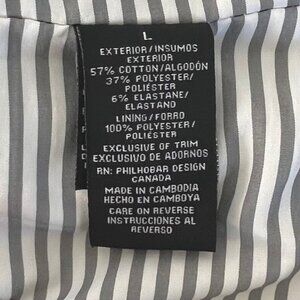 L
EXTERIOR/INSUMOS
EXTERIOR
57% COTTON/ALGODÓN
37% POLYESTER/
POLIÉSTER
6% ELASTANE/
ELASTANO
LINING/FORRO
100% POLYESTER/
POLIÉSTER
EXCLUSIVE OF TRIM
EXCLUSIVO DE ADORNOS
RN: PHILHOBAR DESIGN
CANADA
MADE IN CAMBODIA
HECHO EN CAMBOYA
CARE ON REVERSE
INSTRUCCIONES AL
REVERSO